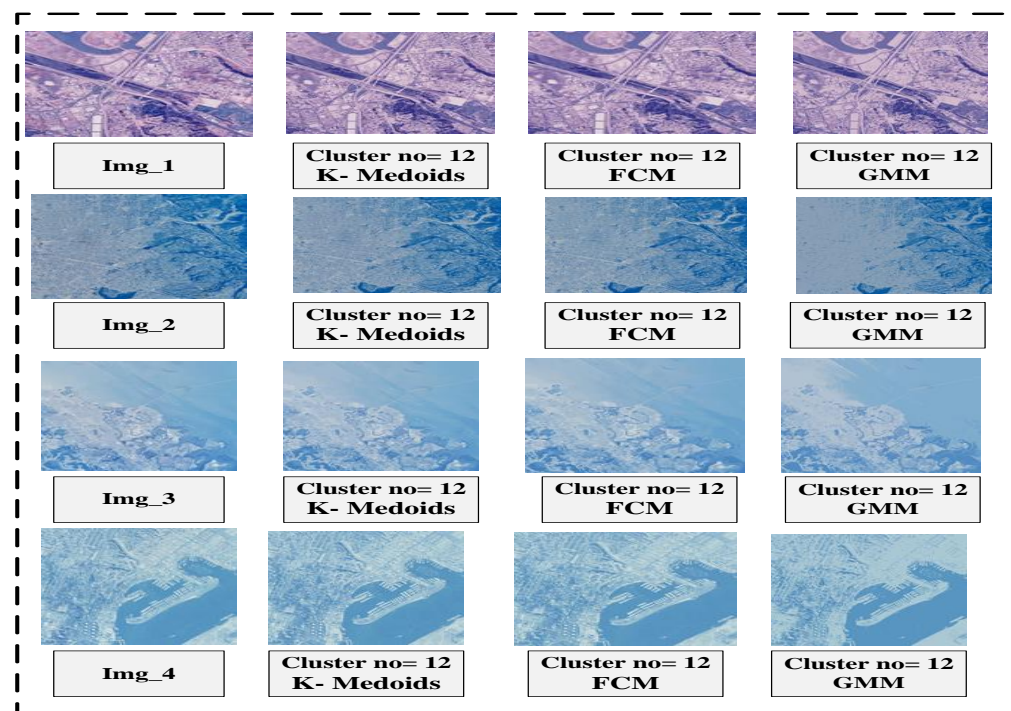 Img_1
Cluster no= 12
K- Medoids
Cluster no= 12
FCM
Cluster no= 12
GMM
Img_2
Cluster no= 12
K- Medoids
Cluster no= 12
FCM
Cluster no= 12
GMM
Img_3
Cluster no= 12
K- Medoids
Cluster no= 12
FCM
Cluster no= 12
GMM
Img_4
Cluster no= 12
K- Medoids
Cluster no= 12
FCM
Cluster no= 12
GMM